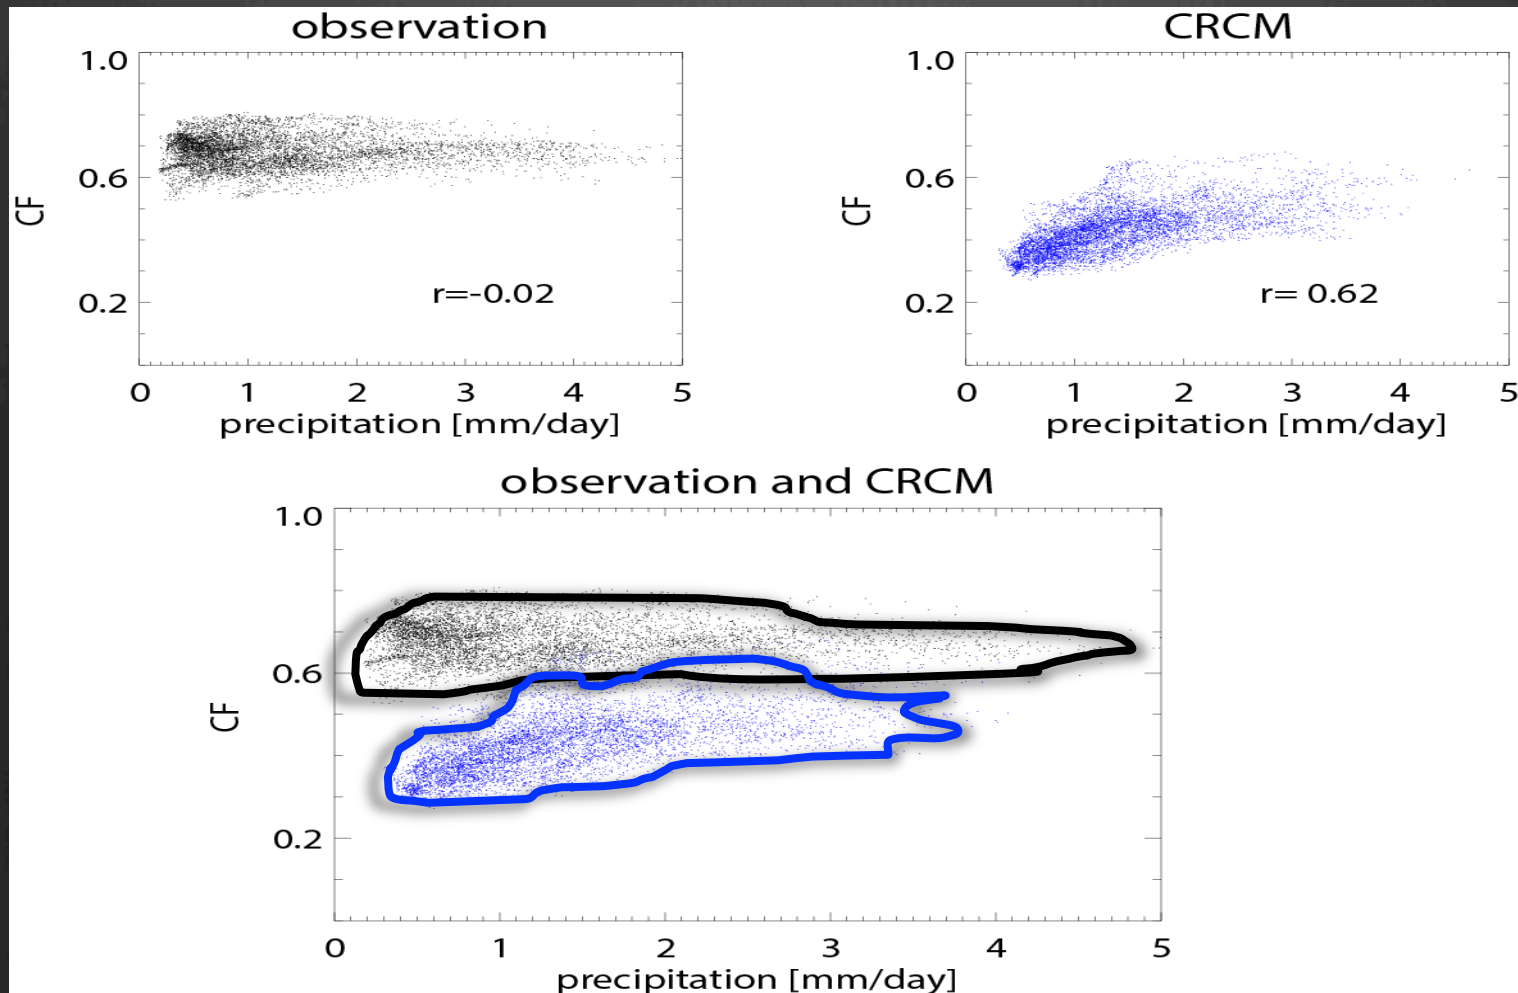 observation
1.0
0.6
0.2
CF
r=-0.02
0 1 2 3 4 5
precipitation [mm/day]
CRCM
1.0
0.6
0.2
CF
r= 0.62
0 1 2 3 4 5
precipitation [mm/day]
observation and CRCM
1.0
0.6
0.2
CF
0 1 2 3 4 5
precipitation [mm/day]